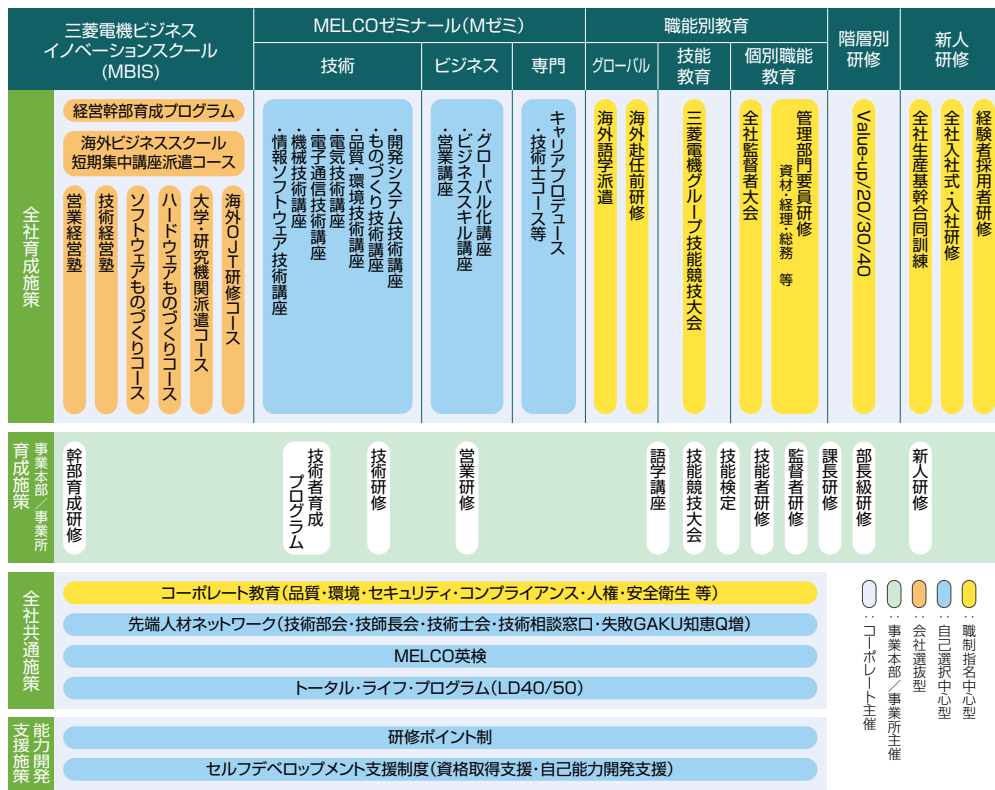 三菱電機ビジネス
イノベーションスクール
(MBIS)
MELCOゼミナール(Mゼミ)
技術
ビジネス
専門
職能別教育
グローバル
技能
教育
個別職能
教育
階層別
研修
新人
研修
全社育成施策
経営幹部育成プログラム
海外ビジネススクール
短期集中講座派遣コース
営業経営塾
技術経営塾
ソフトウェアものづくりコース
ハードウェアものづくりコース
大学・研究機関派遣コース
海外OJT研修コース
・開発システム技術講座
・ものづくり技術講座
・品質・環境技術講座
・電気技術講座
・電子通信技術講座
・機械技術講座
・情報ソフトウェア技術講座
・グローバル化講座
・ビジネススキル講座
・営業講座
キャリアプロデュース
・技術士コース等
海外語学派遣
海外赴任前研修
三菱電機グループ技能競技大会
全社監督者大会
管理部門要員研修
資材・経理・総務 等
Value-up/20/30/40
全社生産基幹合同訓練
全社入社式・入社研修
経験者採用者研修
事業本部/事業所
育成施策
幹部育成研修
技術者育成
プログラム
技術研修
営業研修
語学講座
技能競技大会
技能検定
技能者研修
監督者研修
課長研修
部長級研修
新人研修
全社共通施策
コーポレート教育(品質・環境・セキュリティ・コンプライアンス・人権・安全衛生 等)
先端人材ネットワーク(技術部会・技師長会・技術士会・技術相談窓口・失敗GAKU知恵Q増)
MELCO英検
トータル・ライフ・プログラム(LD40/50)
能力開発
支援施策
研修ポイント制
セルフデベロップメント支援制度(資格取得支援・自己能力開発支援)
:職制指名中心型
:自己選択中心型
:会社選抜型
:事業本部/事業所主催
:コーポレート主催